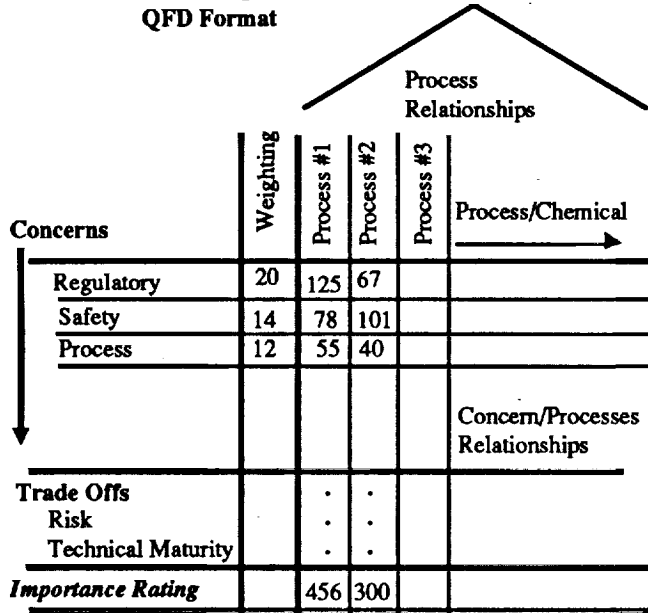 QFD Format
Process
Relationships
Weighting
Process #1
Process #2
Process #3
Process/Chemical
Concerns
Regulatory 20 125 67
Safety 14 78 101
Process 12 55 40
Concern/Processes
Relationships
Trade Offs
Risk
Technical Maturity
Importance Rating 456 300